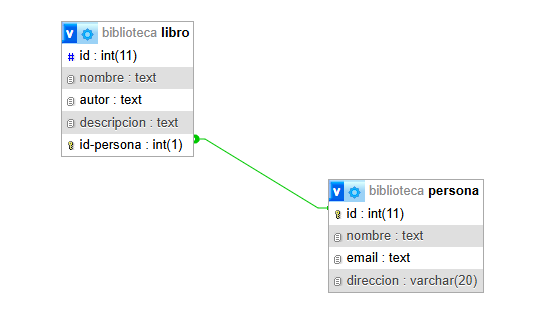 v biblioteca libro
# id : int(11)
nombre : text
autor : text
descripcion : text
id-persona : int(1)
v biblioteca persona
id : int(11)
nombre : text
email : text
direccion : varchar(20)